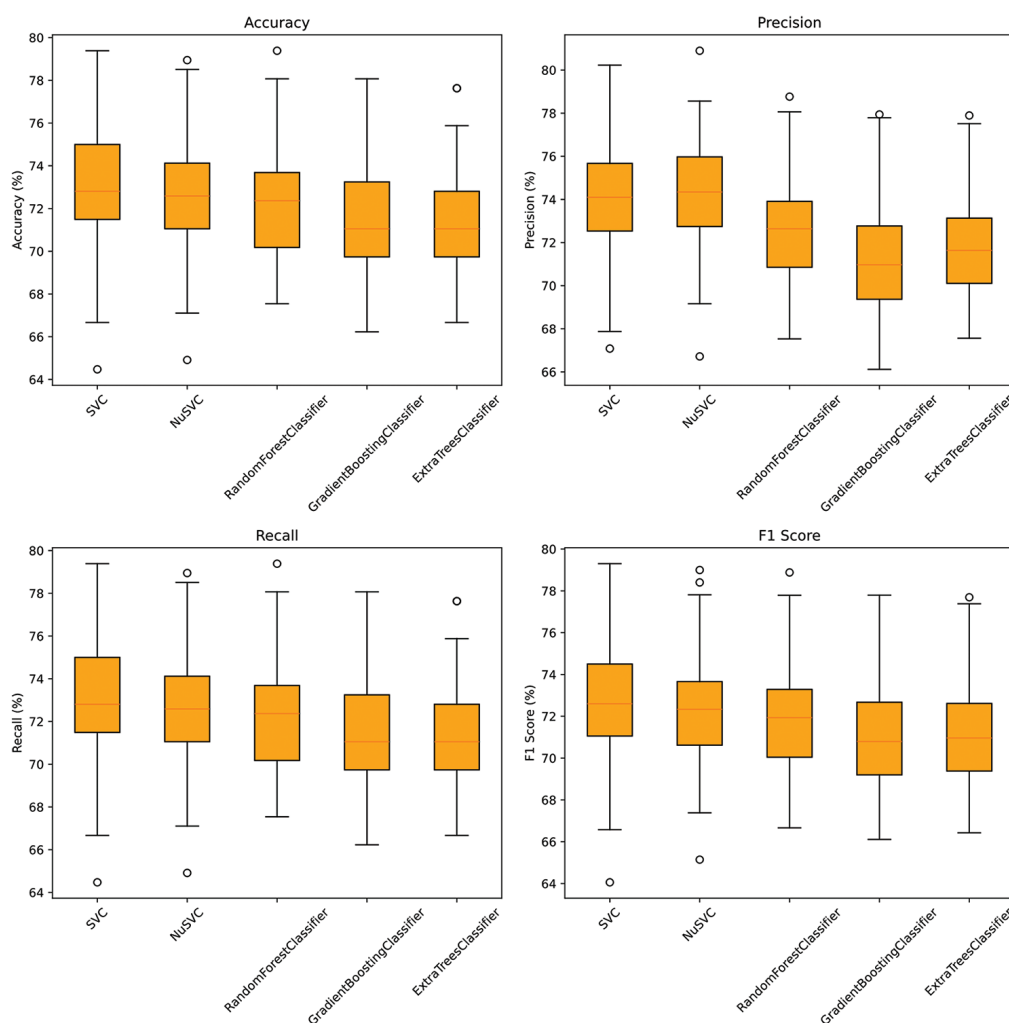 Accuracy
Precision
80
78
76
74
72
70
68
66
64
Accuracy (%)
SVC
NuSVC
RandomForestClassifier
GradientBoostingClassifier
ExtraTreesClassifier
80
78
76
74
72
70
68
66
Precision (%)
SVC
NuSVC
RandomForestClassifier
GradientBoostingClassifier
ExtraTreesClassifier
Recall
F1 Score
80
78
76
74
72
70
68
66
64
Recall (%)
SVC
NuSVC
RandomForestClassifier
GradientBoostingClassifier
ExtraTreesClassifier
80
78
76
74
72
70
68
66
64
F1 Score (%)
SVC
NuSVC
RandomForestClassifier
GradientBoostingClassifier
ExtraTreesClassifier